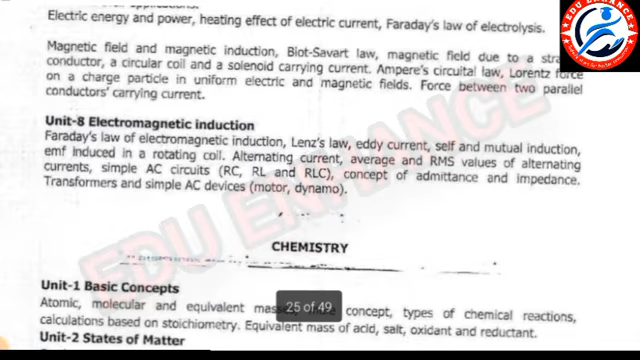 Electric energy and power, heating effect of electric current, Faraday's law of electrolysis.
Magnetic field and magnetic induction, Biot-Savart law, magnetic field due to a
conductor, a circular coil and a solenoid carrying current. Ampere's circuital law, Lorentz force
on a charge particle in uniform electric and magnetic fields. Force between two parallel
conductors' carrying current.
Unit-8 Electromagnetic induction
Faraday's law of electromagnetic induction, Lenz's law, eddy current, self and mutual induction,
emf induced in a rotating coil. Alternating current, average and RMS values of alternating
currents, simple AC circuits (RC, RL and RLC), concept of admittance and impedance.
Transformers and simple AC devices (motor, dynamo).
CHEMISTRY
Unit-1 Basic Concepts
Atomic, molecular and equivalent concept, types of chemical reactions,
25 of 49
calculations based on stoichiometry. Equivalent mass of acid, salt, oxidant and reductant.
Unit-2 States of Matter
EDU ENHANCE
EDU ENHANCE